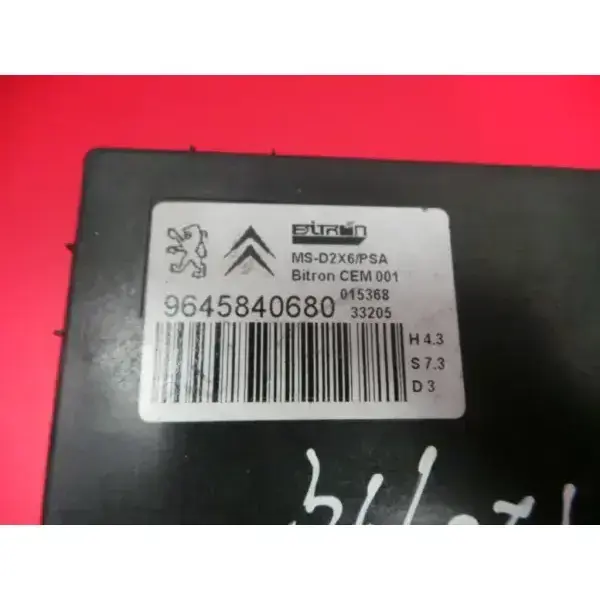 BITRON
MS-D2X6/PSA
Bitron CEM 001
015368
9645840680 33205
H 4.3
S 7.3
D 3